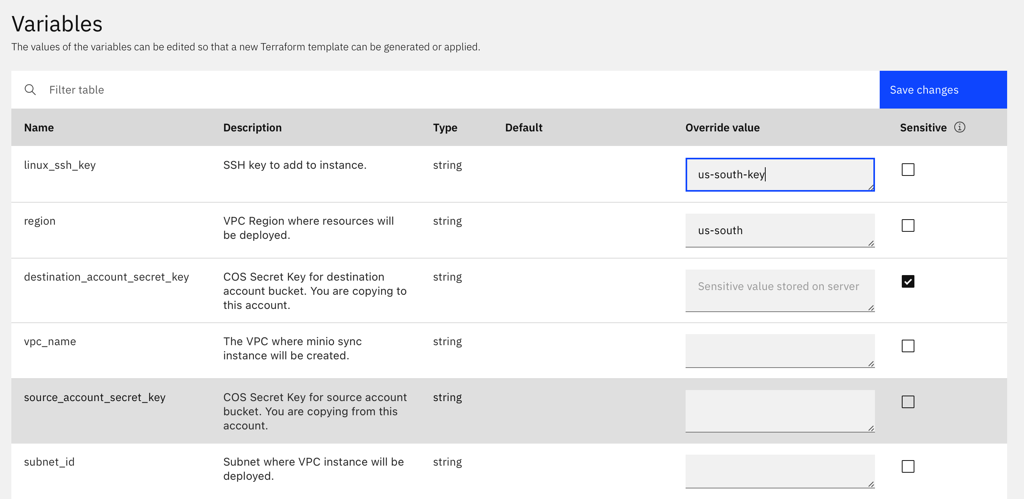 Variables
The values of the variables can be edited so that a new Terraform template can be generated or applied.
Filter table
Save changes
Name Description Type Default Override value Sensitive
linux_ssh_key SSH key to add to instance. string us-south-key
region VPC Region where resources will string us-south
be deployed.
destination_account_secret_key COS Secret Key for destination string Sensitive value stored on server
account bucket. You are copying to
this account.
vpc_name The VPC where minio sync string
instance will be created.
source_account_secret_key COS Secret Key for source account string
bucket. You are copying from this
account.
subnet_id Subnet where VPC instance will be string
deployed.